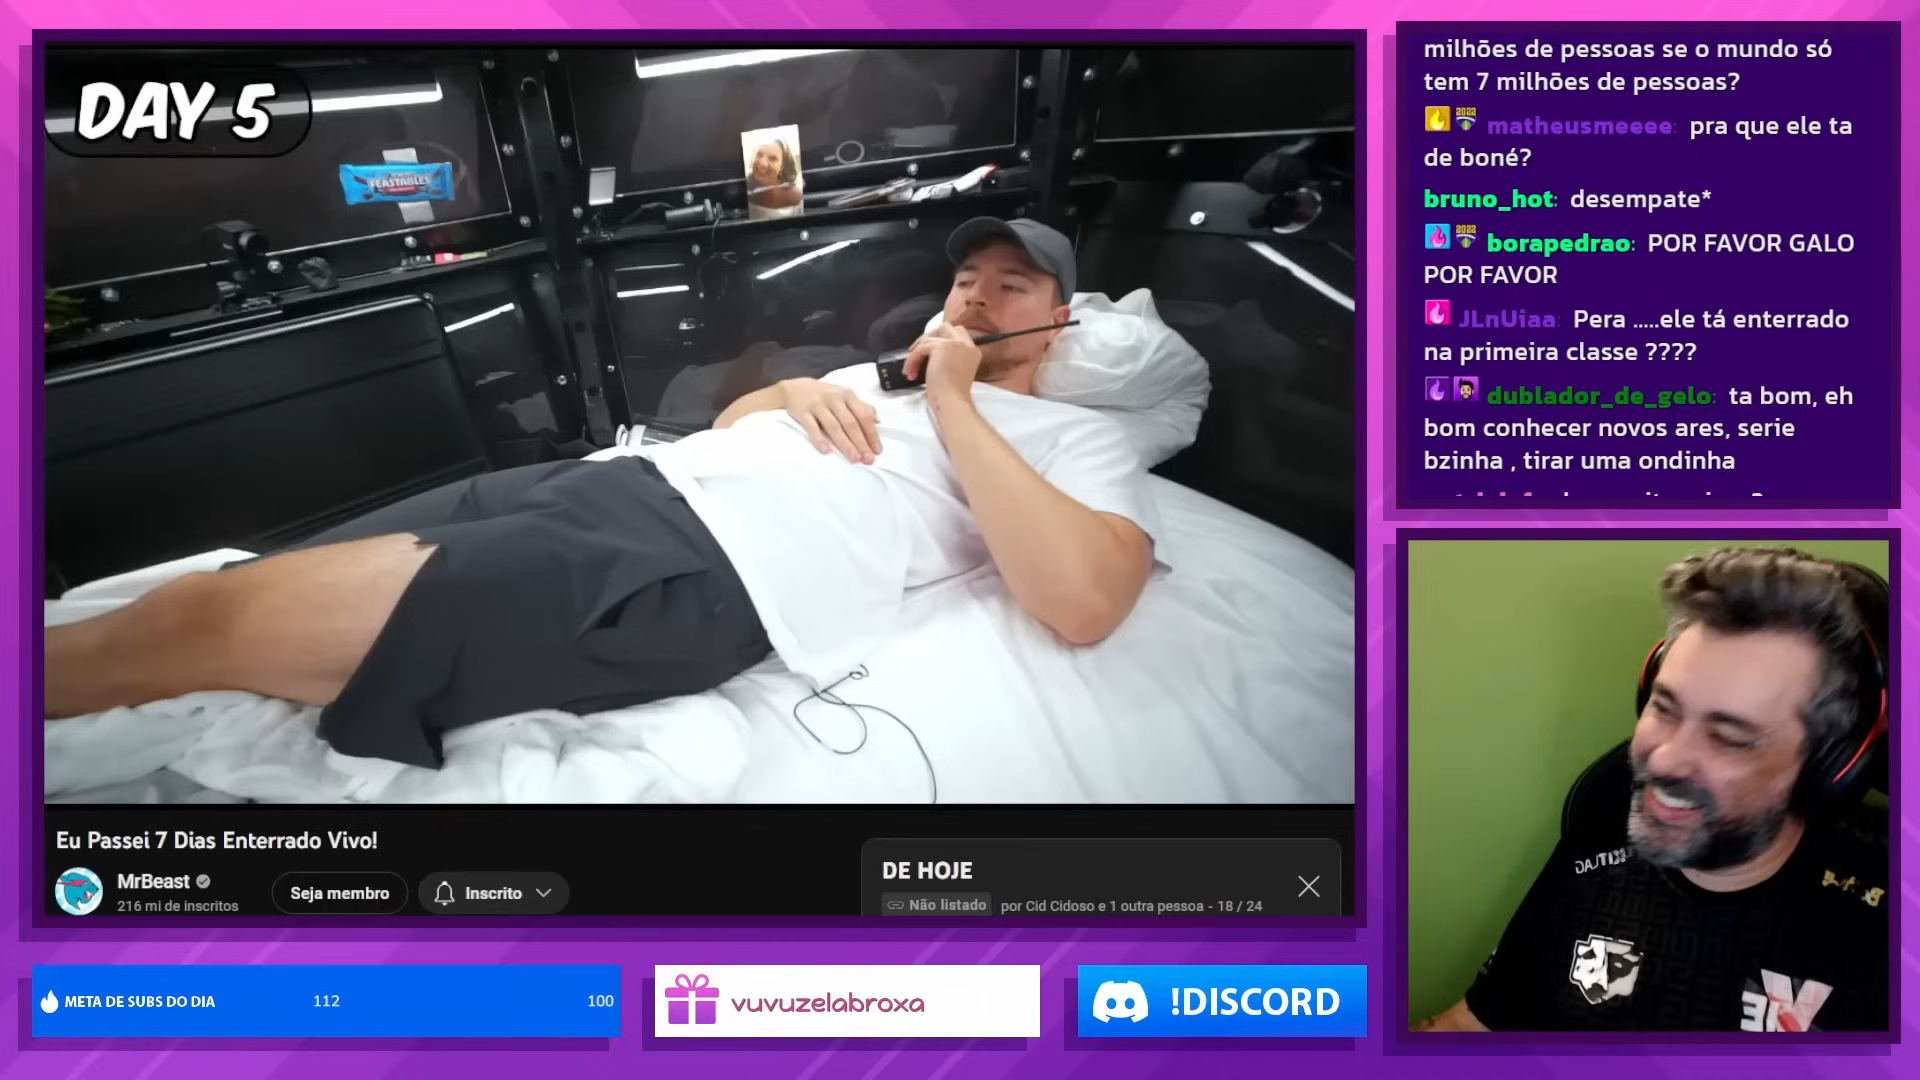 DAY 5
FEASTABLES
Eu Passei 7 Dias Enterrado Vivo!
MrBeast
216 mi de inscritos
Seja membro
Inscrito
DE HOJE
Não listado
por Cid Cidoso e 1 outra pessoa - 18 / 24
milhões de pessoas se o mundo só
tem 7 milhões de pessoas?
matheusmeeee: pra que ele ta
de boné?
bruno_hot: desempate*
borapedrao: POR FAVOR GALO
POR FAVOR
JLnUiaa: Pera .....ele tá enterrado
na primeira classe ????
dublador_de_gelo: ta bom, eh
bom conhecer novos ares, serie
bzinha , tirar uma ondinha
META DE SUBS DO DIA
112
100
vuvuzelabroxa
!DISCORD